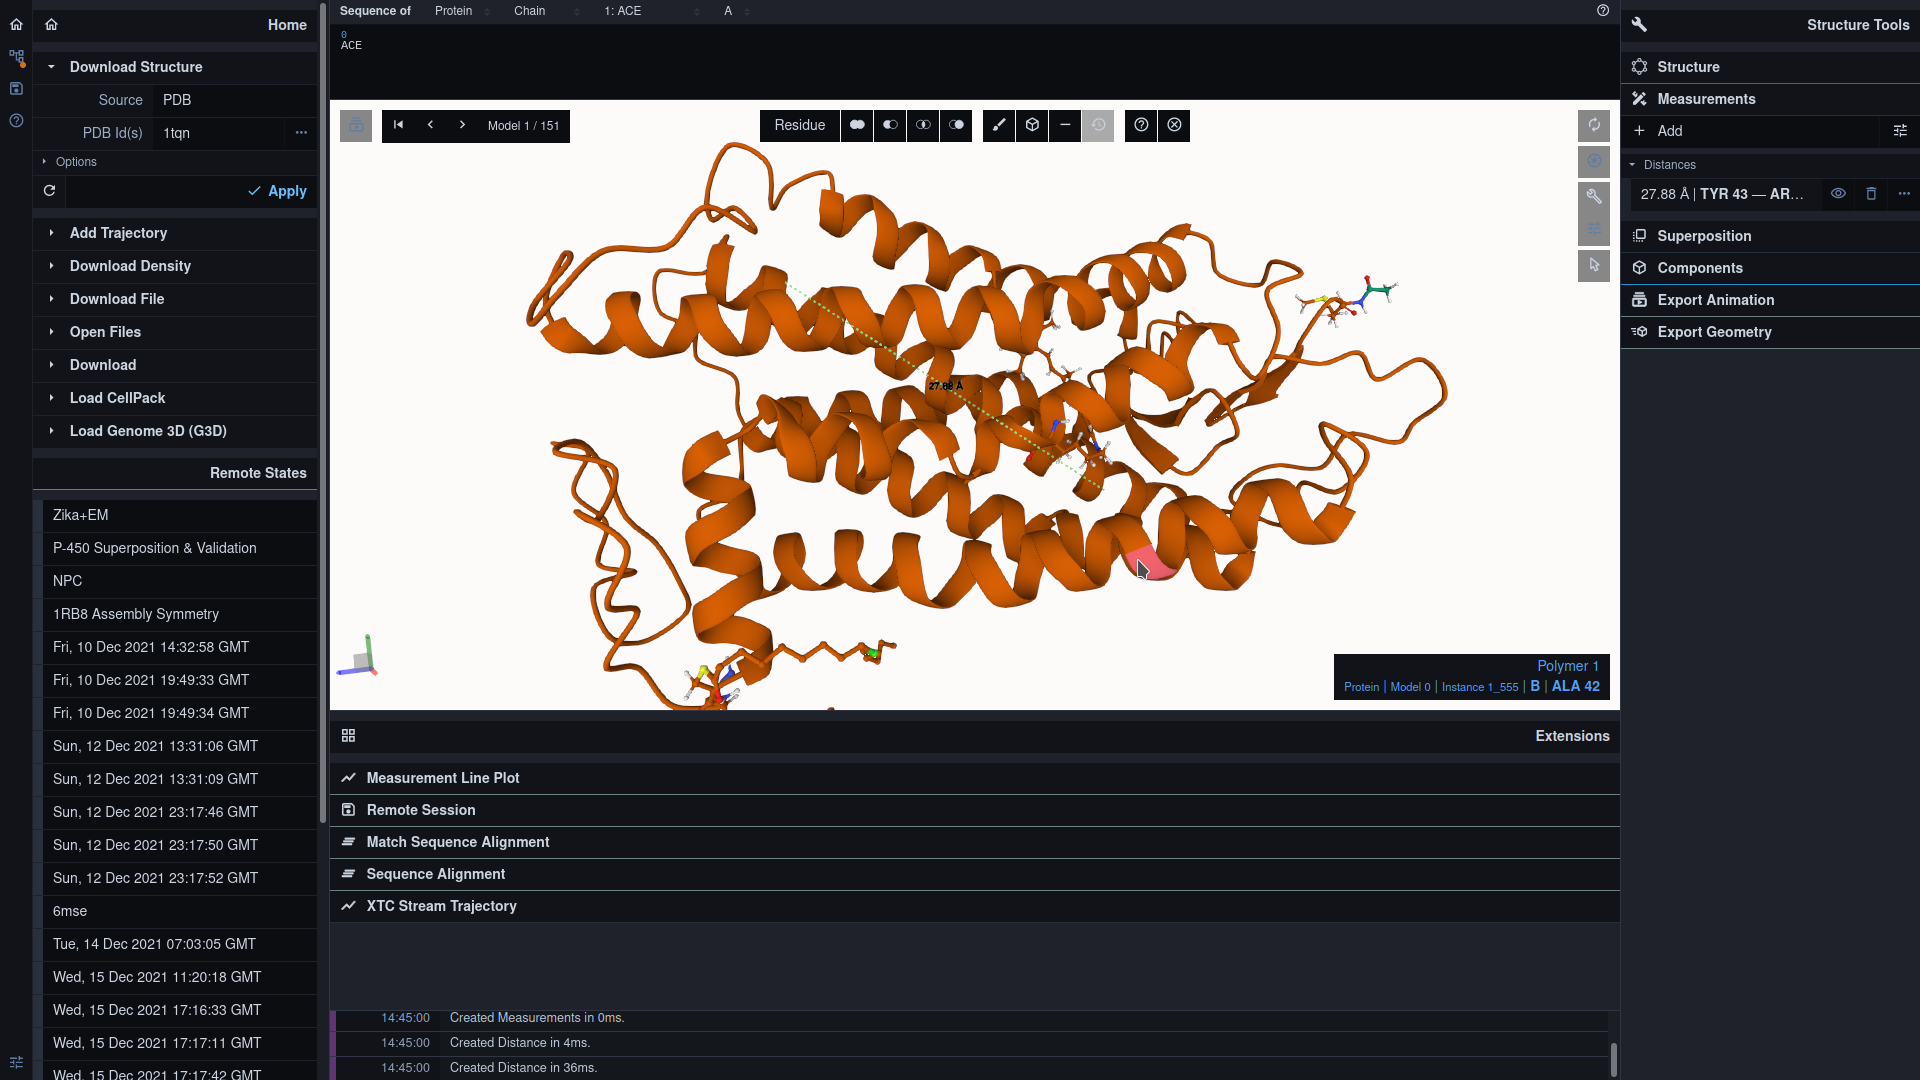 Home
Download Structure
Source PDB
PDB Id(s) 1tqn
Options
Apply
Add Trajectory
Download Density
Download File
Open Files
Download
Load CellPack
Load Genome 3D (G3D)
Remote States
Zika+EM
P-450 Superposition & Validation
NPC
1RB8 Assembly Symmetry
Fri, 10 Dec 2021 14:32:58 GMT
Fri, 10 Dec 2021 19:49:33 GMT
Fri, 10 Dec 2021 19:49:34 GMT
Sun, 12 Dec 2021 13:31:06 GMT
Sun, 12 Dec 2021 13:31:09 GMT
Sun, 12 Dec 2021 23:17:46 GMT
Sun, 12 Dec 2021 23:17:50 GMT
Sun, 12 Dec 2021 23:17:52 GMT
6mse
Tue, 14 Dec 2021 07:03:05 GMT
Wed, 15 Dec 2021 11:20:18 GMT
Wed, 15 Dec 2021 17:16:33 GMT
Wed, 15 Dec 2021 17:17:11 GMT
Wed, 15 Dec 2021 17:17:42 GMT
Sequence of Protein Chain 1: ACE A
0
ACE
Model 1 / 151
Residue
27.88 Å
Polymer 1
Protein | Model 0 | Instance 1_555 | B | ALA 42
Extensions
Measurement Line Plot
Remote Session
Match Sequence Alignment
Sequence Alignment
XTC Stream Trajectory
14:45:00 Created Measurements in 0ms.
14:45:00 Created Distance in 4ms.
14:45:00 Created Distance in 36ms.
Structure Tools
Structure
Measurements
Add
Distances
27.88 Å | TYR 43 — AR...
Superposition
Components
Export Animation
Export Geometry